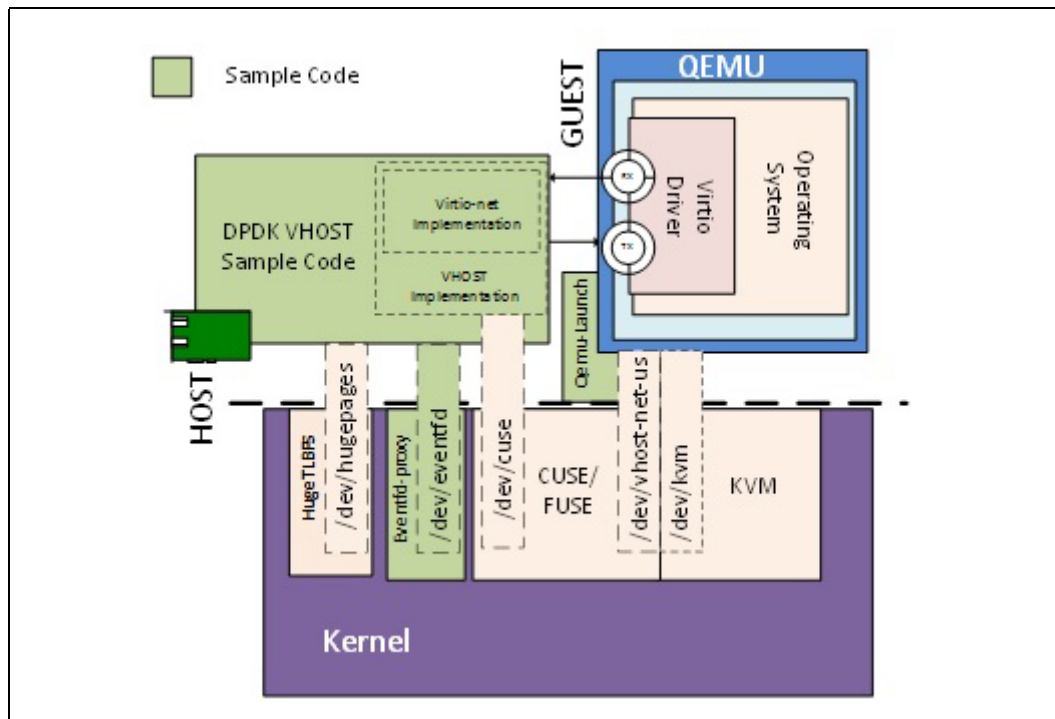 Sample Code
GUEST
QEMU
Operating
System
Virtio
Driver
RX
TX
Virtio-net
Implementation
DPDK VHOST
Sample Code
VHOST
Implementation
Qemu-Launch
HOST
HugeTLBFS
/dev/hugepages
Eventfd-proxy
/dev/eventfd
/dev/cuse
CUSE/
FUSE
/dev/vhost-net-us
/dev/kvm
KVM
Kernel